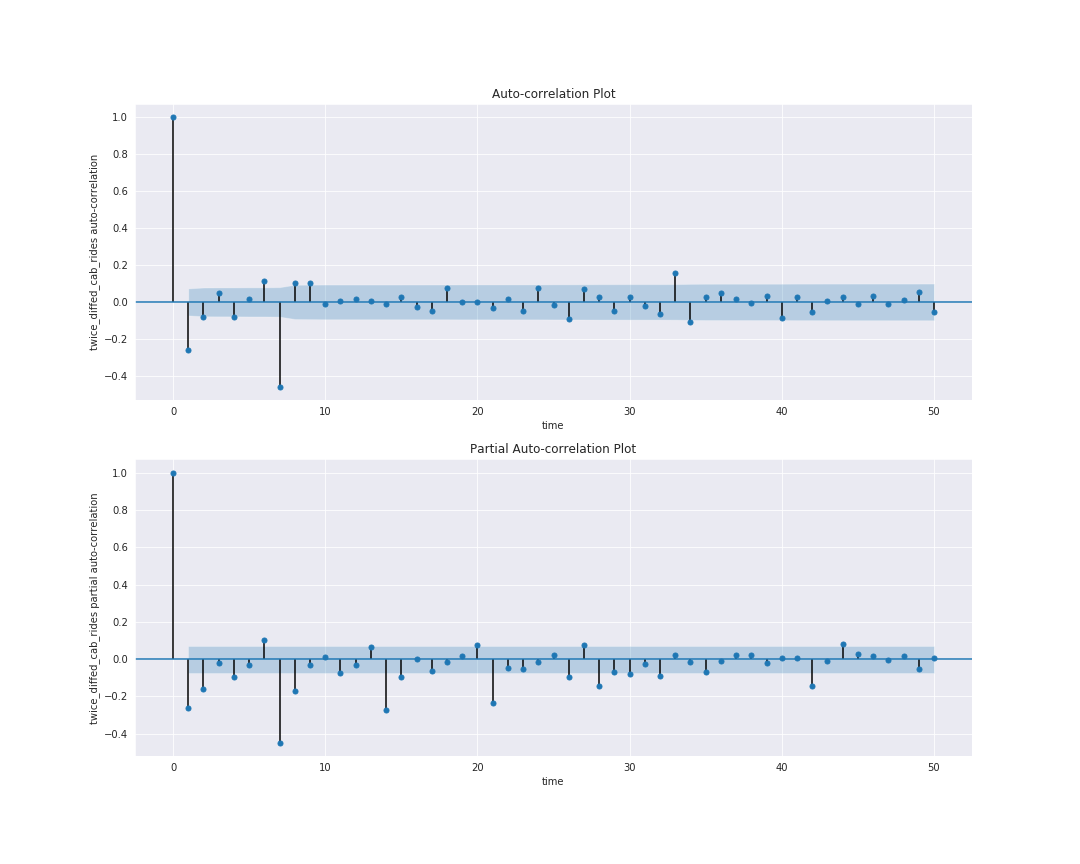 Auto-correlation Plot
twice_diffed_cab_rides auto-correlation
1.0
0.8
0.6
0.4
0.2
0.0
−0.2
−0.4
0 10 20 30 40 50
time
Partial Auto-correlation Plot
twice_diffed_cab_rides partial auto-correlation
1.0
0.8
0.6
0.4
0.2
0.0
−0.2
−0.4
0 10 20 30 40 50
time